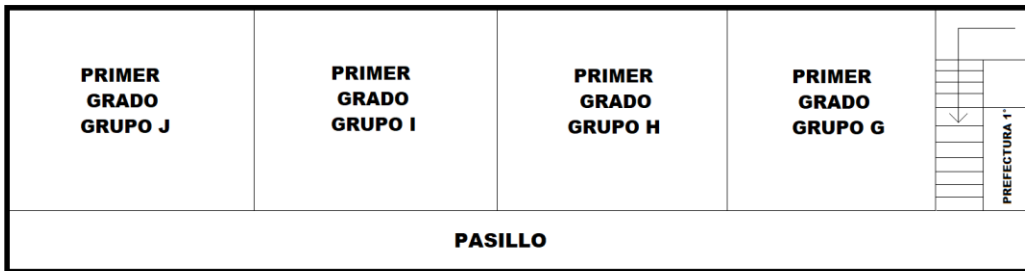 PRIMER
GRADO
GRUPO J
PRIMER
GRADO
GRUPO I
PRIMER
GRADO
GRUPO H
PRIMER
GRADO
GRUPO G
PREFECTURA 1°
PASILLO